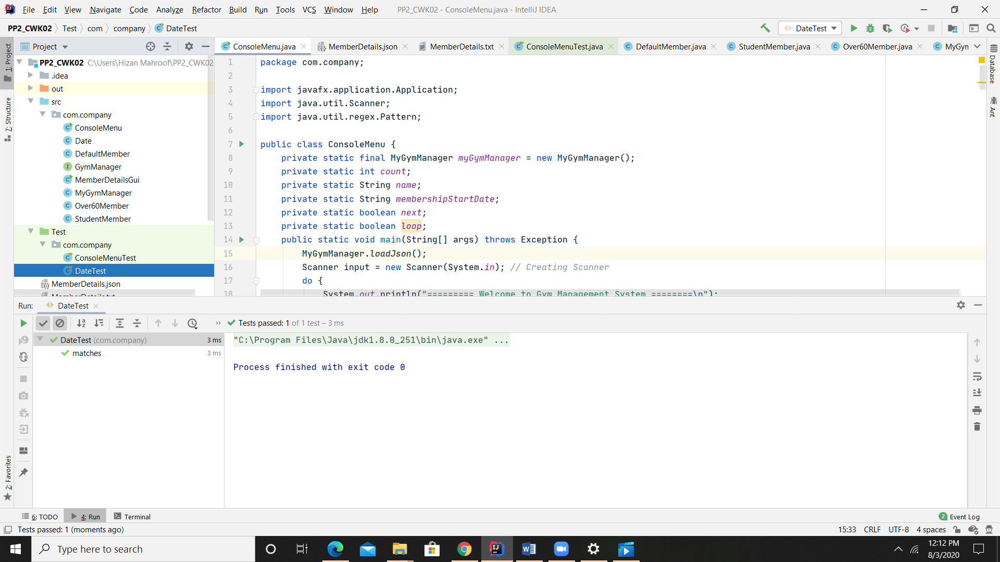 File Edit View Navigate Code Analyze Refactor Build Run Tools VCS Window Help PP2_CWK02 - ConsoleMenu.java - IntelliJ IDEA
PP2_CWK02 Test com company DateTest DateTest
Project ConsoleMenu.java MemberDetails.json MemberDetails.txt ConsoleMenuTest.java DefaultMember.java StudentMember.java Over60Member.java MyGyn
1: Project
7: Structure
2: Favorites
Database
Ant
PP2_CWK02 C:\Users\Hizan Mahroof\PP2_CWK02
.idea
out
src
com.company
ConsoleMenu
Date
DefaultMember
GymManager
MemberDetailsGui
MyGymManager
Over60Member
StudentMember
Test
com.company
ConsoleMenuTest
DateTest
MemberDetails.json
MemberDetails.txt
1 package com.company;
2
3 import javafx.application.Application;
4 import java.util.Scanner;
5 import java.util.regex.Pattern;
6
7 public class ConsoleMenu {
8 private static final MyGymManager myGymManager = new MyGymManager();
9 private static int count;
10 private static String name;
11 private static String membershipStartDate;
12 private static boolean next;
13 private static boolean loop;
14 public static void main(String[] args) throws Exception {
15 MyGymManager.loadJson();
16 Scanner input = new Scanner(System.in); // Creating Scanner
17 do {
18 System.out.println("========= Welcome to Gym Management System ========\n");
Run: DateTest
Tests passed: 1 of 1 test – 3 ms
DateTest (com.company) 3 ms
matches 3 ms
"C:\Program Files\Java\jdk1.8.0_251\bin\java.exe" ...
Process finished with exit code 0
6: TODO 4: Run Terminal 2 Event Log
Tests passed: 1 (moments ago) 15:33 CRLF UTF-8 4 spaces
Type here to search
12:12 PM
8/3/2020